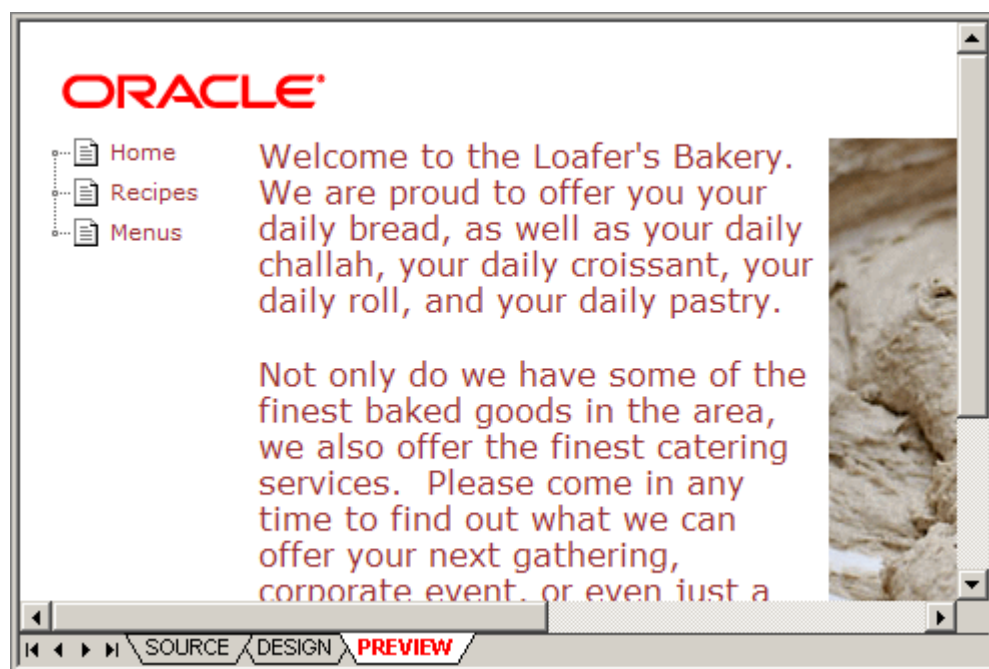 ORACLE
Home
Recipes
Menus
Welcome to the Loafer's Bakery.
We are proud to offer you your
daily bread, as well as your daily
challah, your daily croissant, your
daily roll, and your daily pastry.
Not only do we have some of the
finest baked goods in the area,
we also offer the finest catering
services.  Please come in any
time to find out what we can
offer your next gathering,
corporate event, or even just a
SOURCE DESIGN PREVIEW